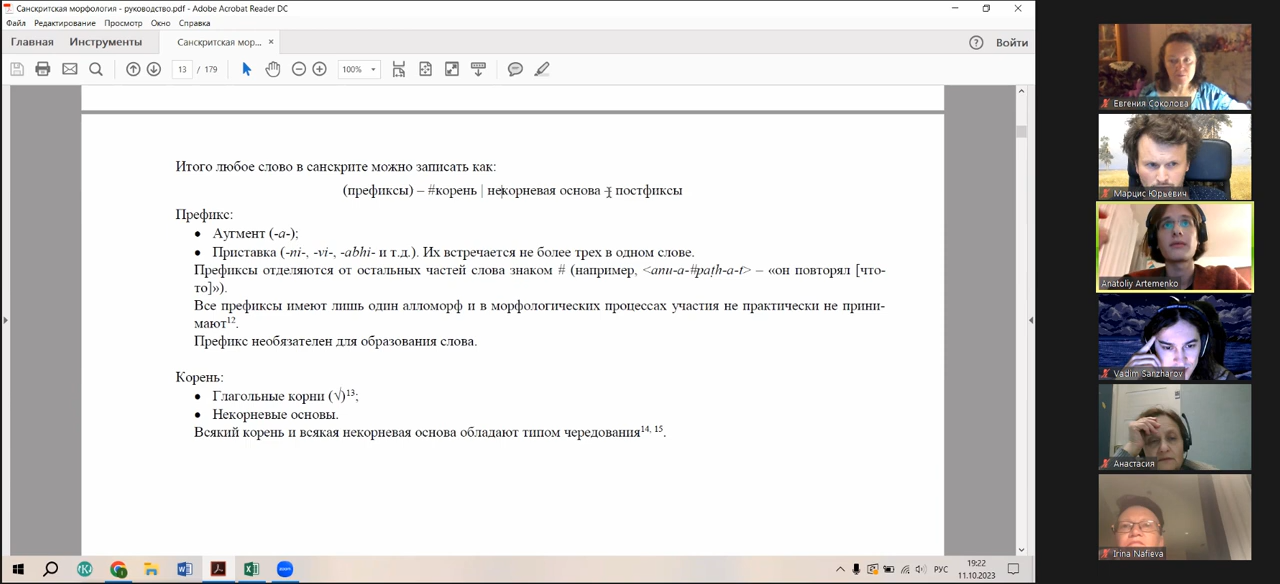 Санскритская морфология - руководство.pdf - Adobe Acrobat Reader DC
Файл Редактирование Просмотр Окно Справка
Главная Инструменты Санскритская мор... × Войти
13 / 179 100%
Итого любое слово в санскрите можно записать как:
(префиксы) – #корень | некорневая основа – постфиксы
Префикс:
• Аугмент (-a-);
• Приставка (-ni-, -vi-, -abhi- и т.д.). Их встречается не более трех в одном слове.
Префиксы отделяются от остальных частей слова знаком # (например, <anu-a-#paṭh-a-t> – «он повторял [что-
то]»).
Все префиксы имеют лишь один алломорф и в морфологических процессах участия не практически не прини-
мают12.
Префикс необязателен для образования слова.
Корень:
• Глагольные корни (√)13;
• Некорневые основы.
Всякий корень и всякая некорневая основа обладают типом чередования14, 15.
Евгения Соколова
Марцис Юрьевич
Anatoliy Artemenko
Vadim Sanzharov
Анастасия
Irina Nafieva
РУС
19:22
11.10.2023